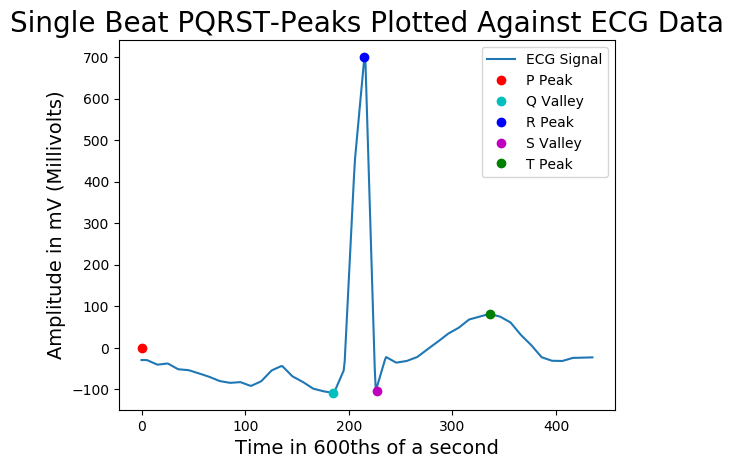 Single Beat PQRST-Peaks Plotted Against ECG Data
Amplitude in mV (Millivolts)
700
600
500
400
300
200
100
0
−100
ECG Signal
P Peak
Q Valley
R Peak
S Valley
T Peak
0 100 200 300 400
Time in 600ths of a second